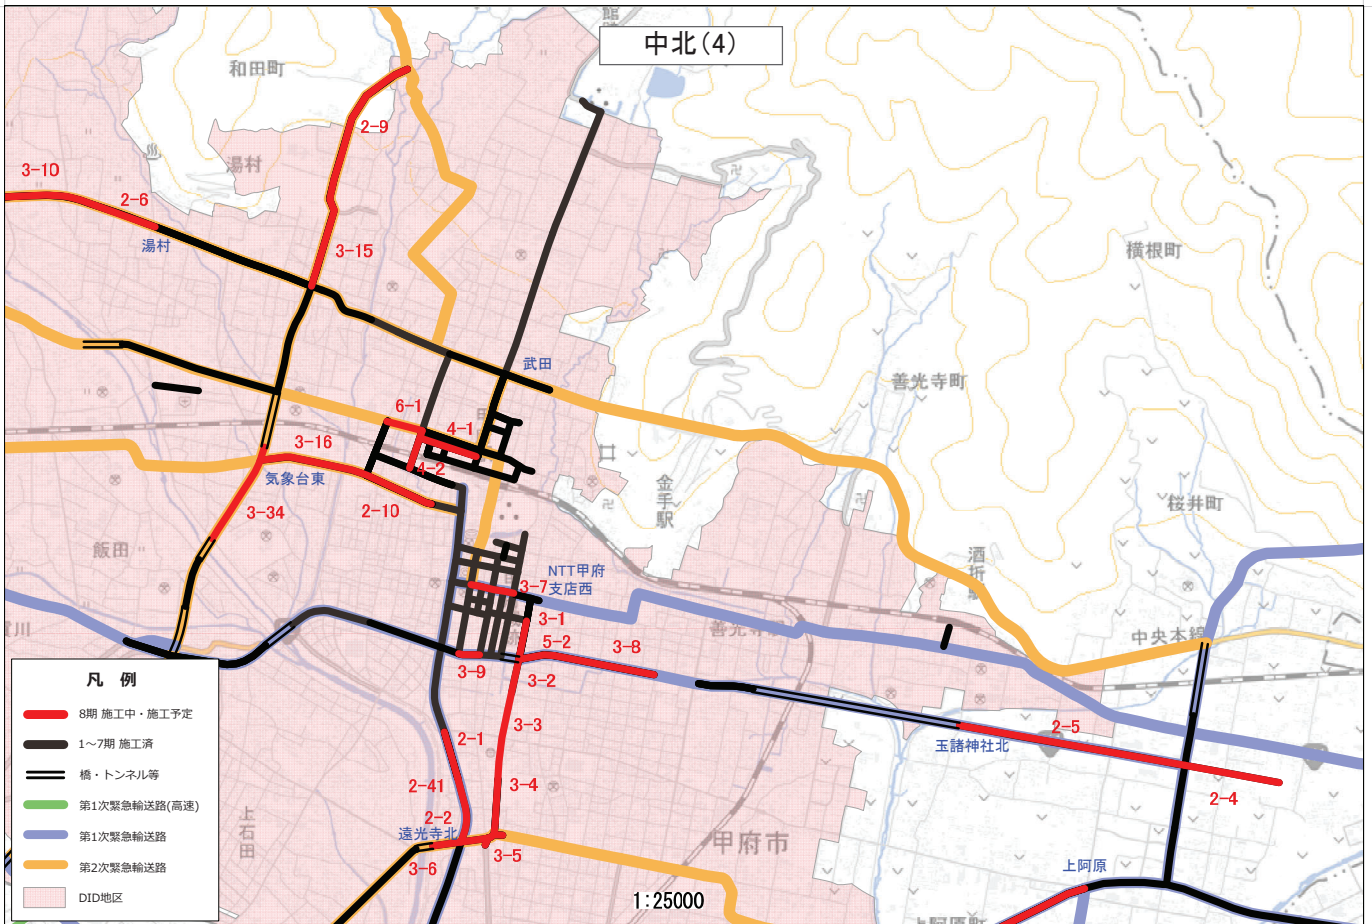 中北(4)
和田町
2-9
3-10
湯村
2-6
湯村
3-15
横根町
武田
善光寺町
6-1
4-1
3-16
4-2
気象台東
2-10
金手駅
桜井町
3-34
飯田
NTT甲府
支店西
3-7
酒折
3-1
善光寺
中央本線
5-2
3-8
3-9
3-2
3-3
2-1
2-5
玉諸神社北
2-41
3-4
2-4
2-2
上石田
遠光寺北
甲府市
3-5
3-6
上阿原
1:25000
上阿原町
凡 例
8期 施工中・施工予定
1~7期 施工済
橋・トンネル等
第1次緊急輸送路(高速)
第1次緊急輸送路
第2次緊急輸送路
DID地区